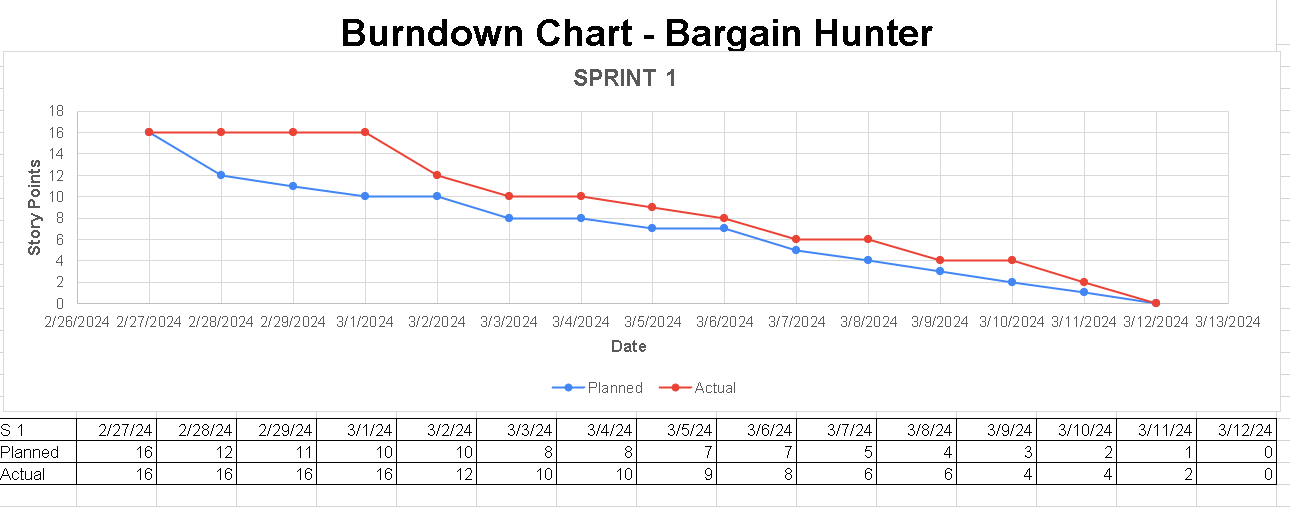 Burndown Chart - Bargain Hunter
SPRINT 1
18
16
14
12
10
8
6
4
2
0
Story Points
2/26/2024 2/27/2024 2/28/2024 2/29/2024 3/1/2024 3/2/2024 3/3/2024 3/4/2024 3/5/2024 3/6/2024 3/7/2024 3/8/2024 3/9/2024 3/10/2024 3/11/2024 3/12/2024 3/13/2024
Date
Planned Actual
S 1 2/27/24 2/28/24 2/29/24 3/1/24 3/2/24 3/3/24 3/4/24 3/5/24 3/6/24 3/7/24 3/8/24 3/9/24 3/10/24 3/11/24 3/12/24
Planned 16 12 11 10 10 8 8 7 7 5 4 3 2 1 0
Actual 16 16 16 16 12 10 10 9 8 6 6 4 4 2 0